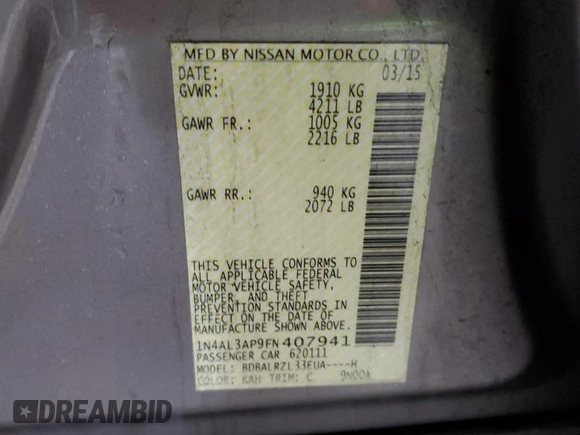 MFD BY NISSAN MOTOR CO., LTD.
DATE: 03/15
GVWR: 1910 KG
4211 LB
GAWR FR.: 1005 KG
2216 LB
GAWR RR.: 940 KG
2072 LB
THIS VEHICLE CONFORMS TO
ALL APPLICABLE FEDERAL
MOTOR VEHICLE SAFETY,
BUMPER, AND THEFT
PREVENTION STANDARDS IN
EFFECT ON THE DATE OF
MANUFACTURE SHOWN ABOVE.
1N4AL3AP9FN407941
PASSENGER CAR 620111
MODEL: BDBALRZL33EUA----H
COLOR: KAH TRIM: C 9N00A
DREAMBID